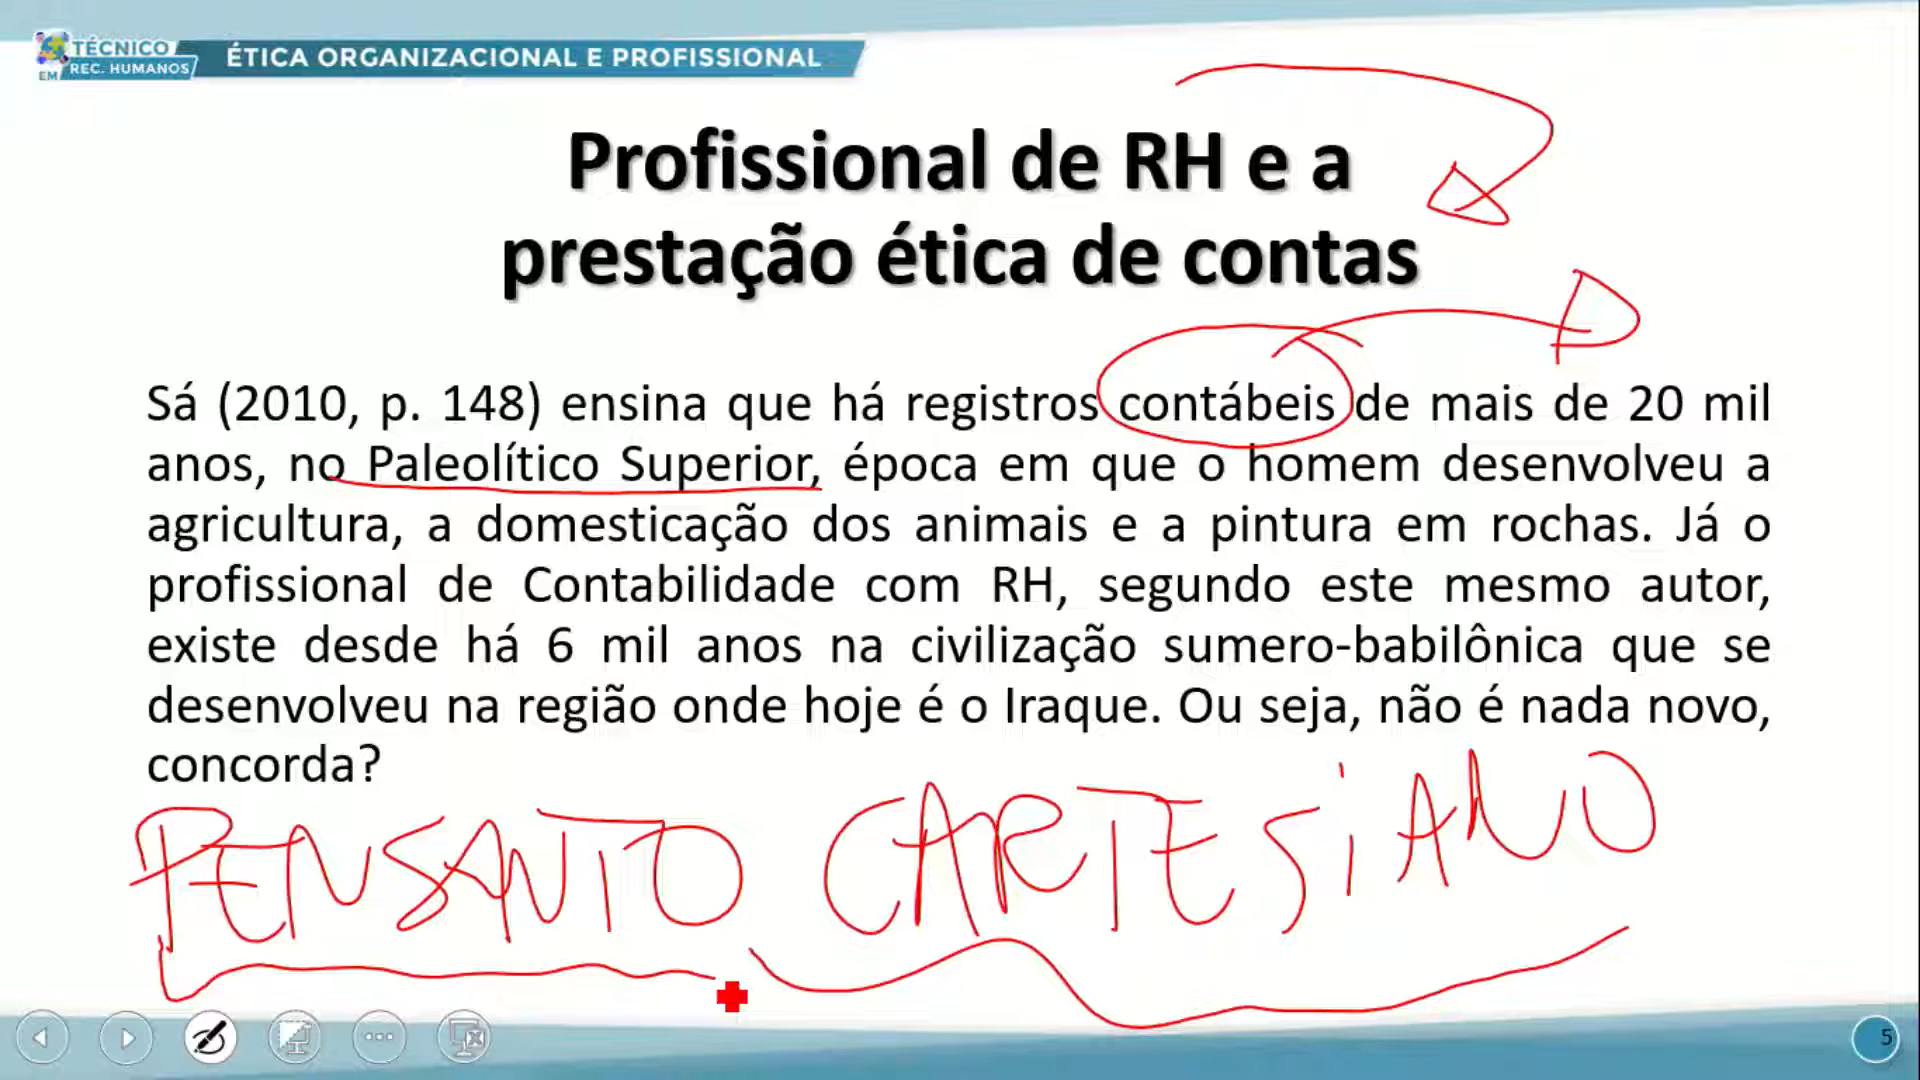 TÉCNICO
EM REC. HUMANOS
ÉTICA ORGANIZACIONAL E PROFISSIONAL
Profissional de RH e a
prestação ética de contas
Sá (2010, p. 148) ensina que há registros contábeis de mais de 20 mil
anos, no Paleolítico Superior, época em que o homem desenvolveu a
agricultura, a domesticação dos animais e a pintura em rochas. Já o
profissional de Contabilidade com RH, segundo este mesmo autor,
existe desde há 6 mil anos na civilização sumero-babilônica que se
desenvolveu na região onde hoje é o Iraque. Ou seja, não é nada novo,
concorda?
PENSANTO CARTESIANO
5